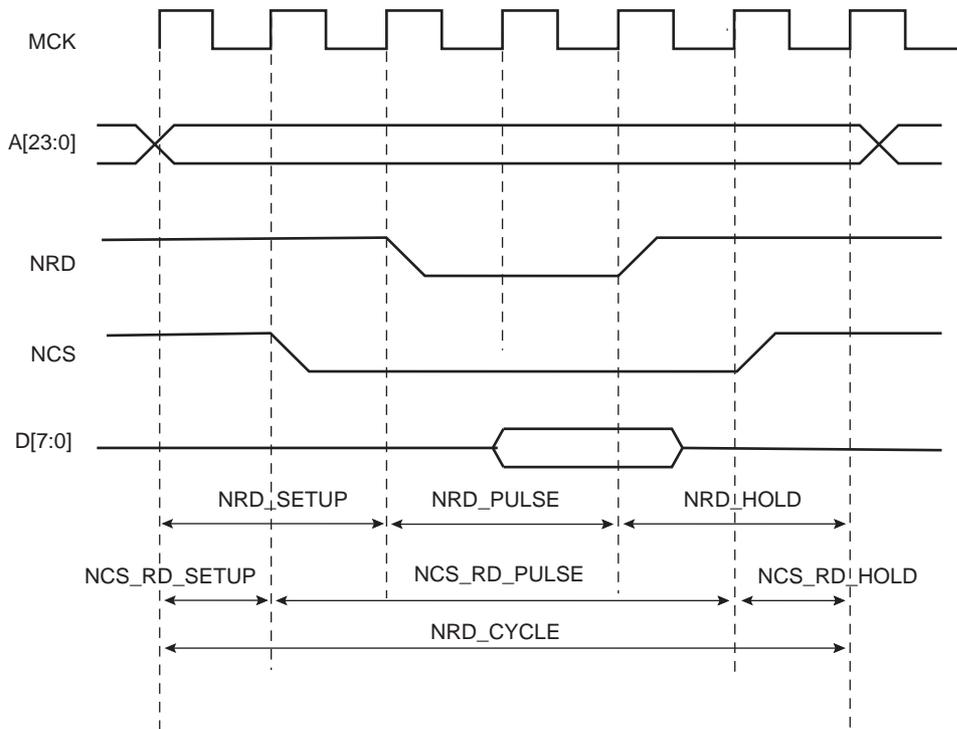 MCK
A[23:0]
NRD
NCS
D[7:0]
NRD_SETUP
NRD_PULSE
NRD_HOLD
NCS_RD_SETUP
NCS_RD_PULSE
NCS_RD_HOLD
NRD_CYCLE